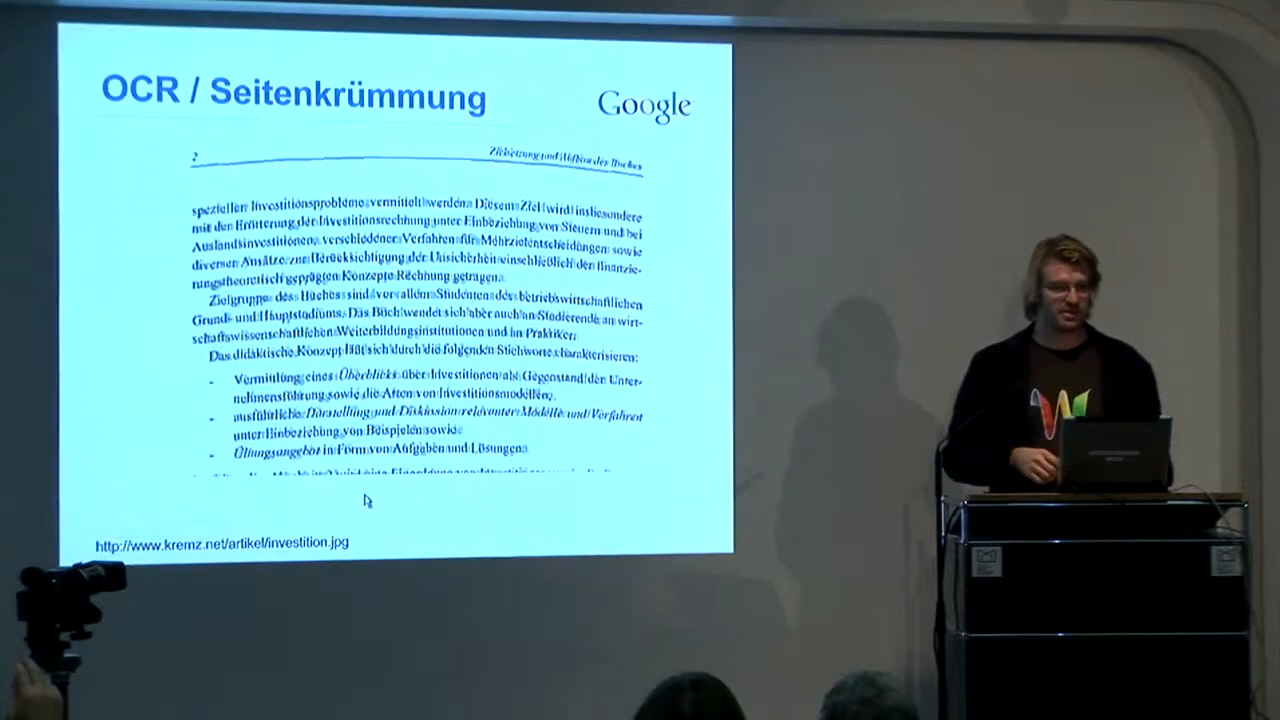 OCR / Seitenkrümmung
Google
2
Zielsetzung und Aufbau des Buches
spezieller Investitionsprobleme vermittelt werden. Diesem Ziel wird insbesondere
mit der Erörterung der Investitionsrechnung unter Einbeziehung von Steuern und bei
Auslandsinvestitionen, verschiedener Verfahren für Mehrzielentscheidungen sowie
diverser Ansätze zur Berücksichtigung der Unsicherheit einschließlich der finanzie-
rungstheoretisch geprägten Konzepte Rechnung getragen.
Zielgruppe des Buches sind vor allem Studenten des betriebswirtschaftlichen
Grund- und Hauptstudiums. Das Buch wendet sich aber auch an Studierende an wirt-
schaftswissenschaftlichen Weiterbildungsinstitutionen und an Praktiker.
Das didaktische Konzept läßt sich durch die folgenden Stichworte charakterisieren:
- Vermittlung eines Überblicks über Investitionen als Gegenstand der Unter-
nehmensführung sowie die Arten von Investitionsmodellen,
- ausführliche Darstellung und Diskussion relevanter Modelle und Verfahren
unter Einbeziehung von Beispielen sowie
- Übungsangebot in Form von Aufgaben und Lösungen.
http://www.kremz.net/artikel/investition.jpg